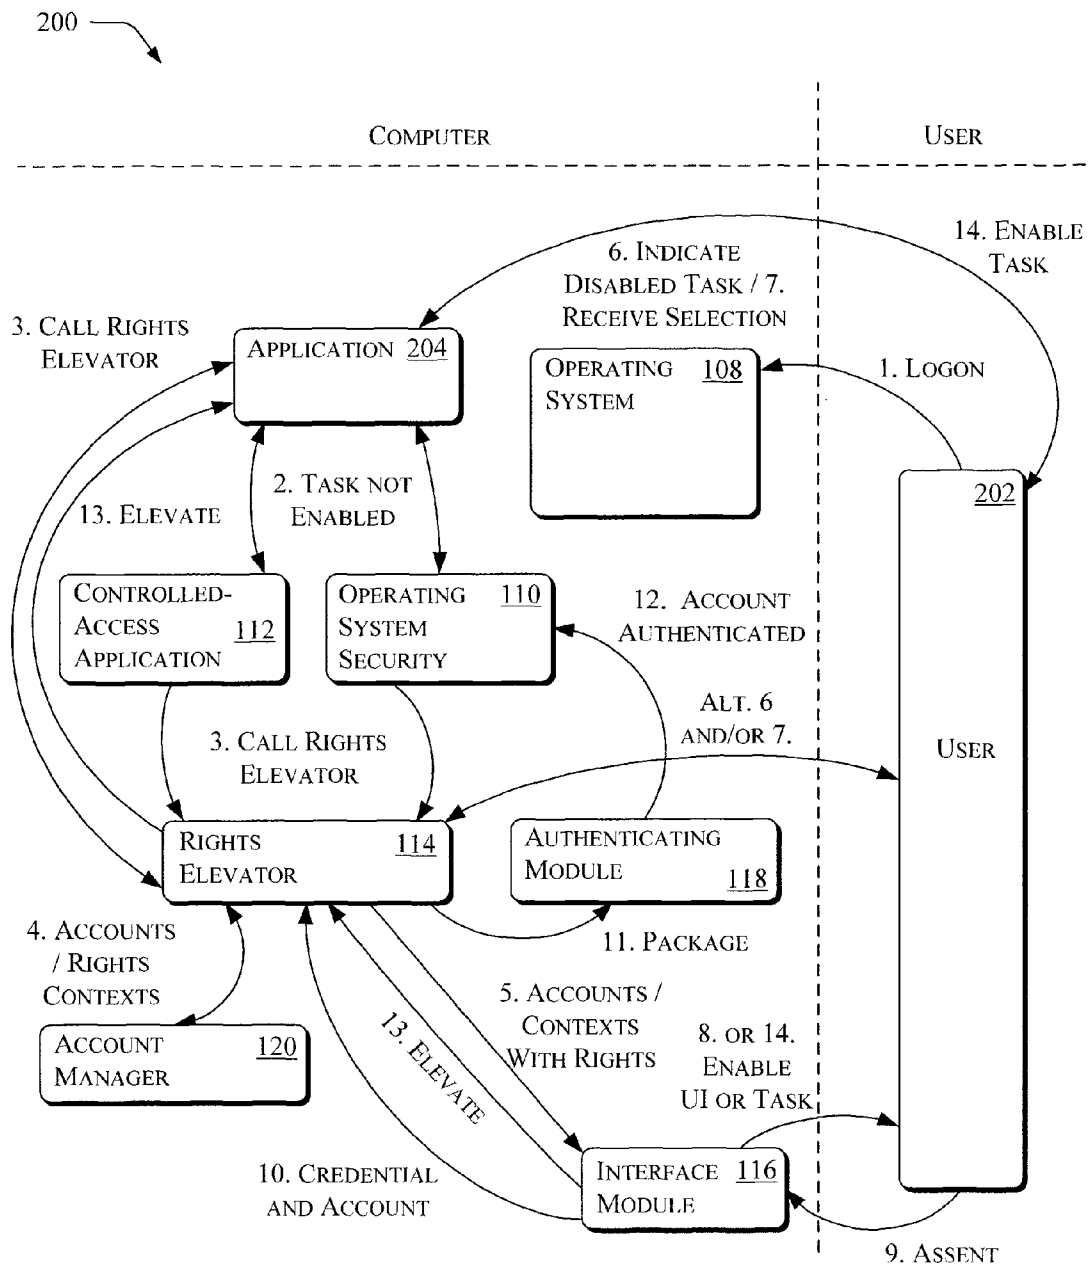 200
COMPUTER
USER
14. ENABLE
TASK
6. INDICATE
DISABLED TASK / 7.
RECEIVE SELECTION
3. CALL RIGHTS
ELEVATOR
APPLICATION 204
OPERATING 108
SYSTEM
1. LOGON
202
2. TASK NOT
ENABLED
13. ELEVATE
CONTROLLED-
ACCESS 112
APPLICATION
OPERATING 110
SYSTEM
SECURITY
12. ACCOUNT
AUTHENTICATED
ALT. 6
AND/OR 7.
USER
3. CALL RIGHTS
ELEVATOR
RIGHTS 114
ELEVATOR
AUTHENTICATING
MODULE 118
4. ACCOUNTS
/ RIGHTS
CONTEXTS
11. PACKAGE
5. ACCOUNTS /
CONTEXTS
WITH RIGHTS
13. ELEVATE
8. OR 14.
ENABLE
UI OR TASK
ACCOUNT 120
MANAGER
10. CREDENTIAL
AND ACCOUNT
INTERFACE 116
MODULE
9. ASSENT